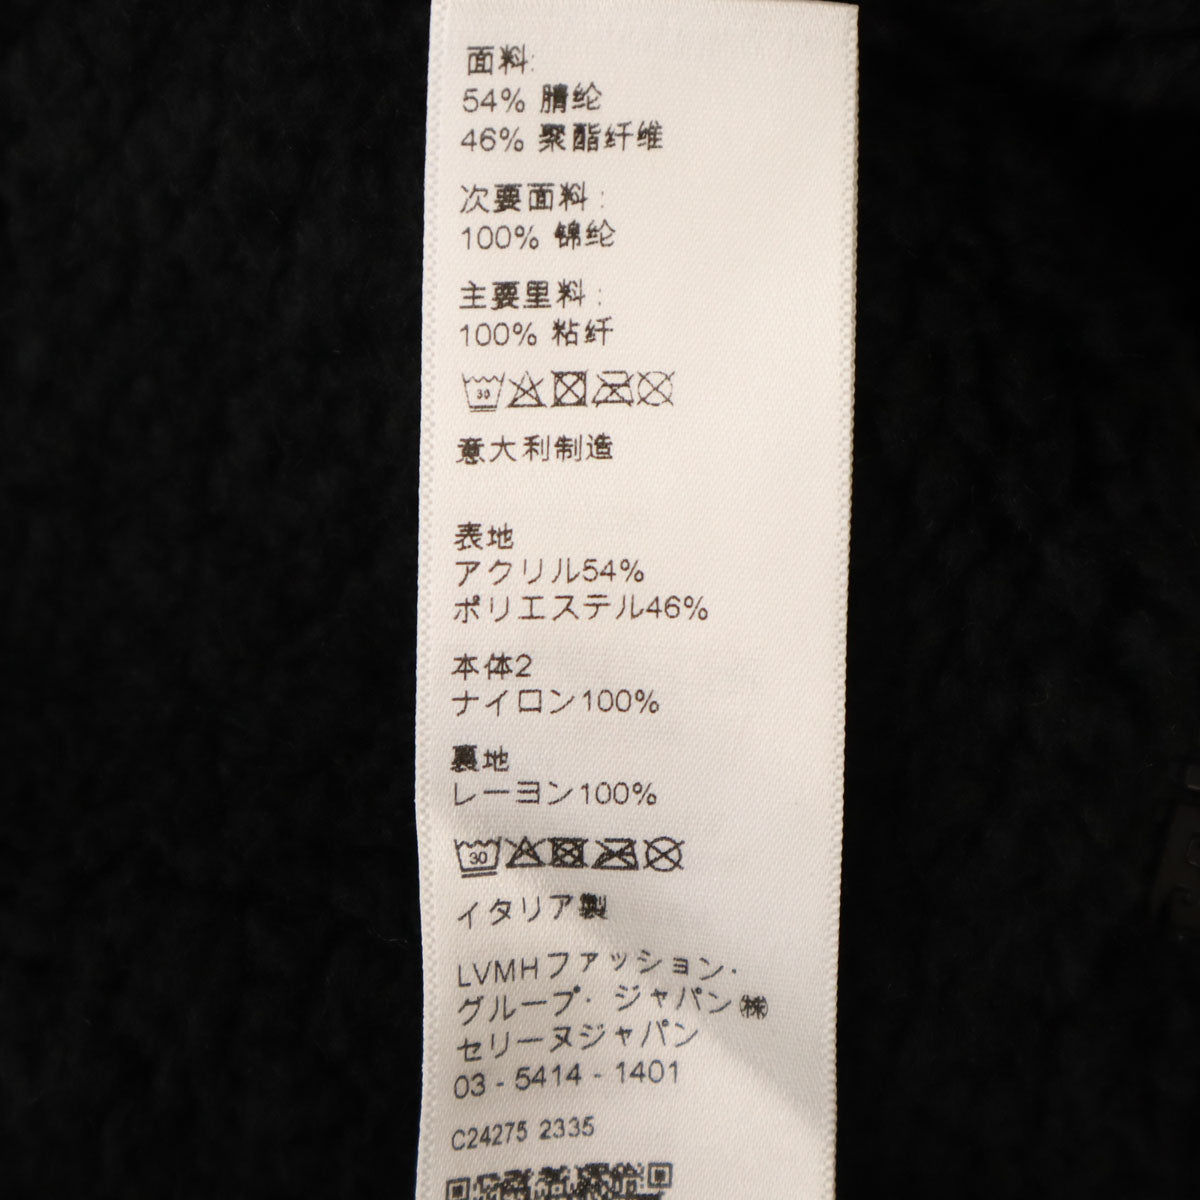 面料:
54% 腈纶
46% 聚酯纤维
次要面料:
100% 锦纶
主要里料:
100% 粘纤
30
意大利制造
表地
アクリル54%
ポリエステル46%
本体2
ナイロン100%
裏地
レーヨン100%
30
イタリア製
LVMHファッション・
グループ・ジャパン㈱
セリーヌジャパン
03 - 5414 - 1401
C24275 2335